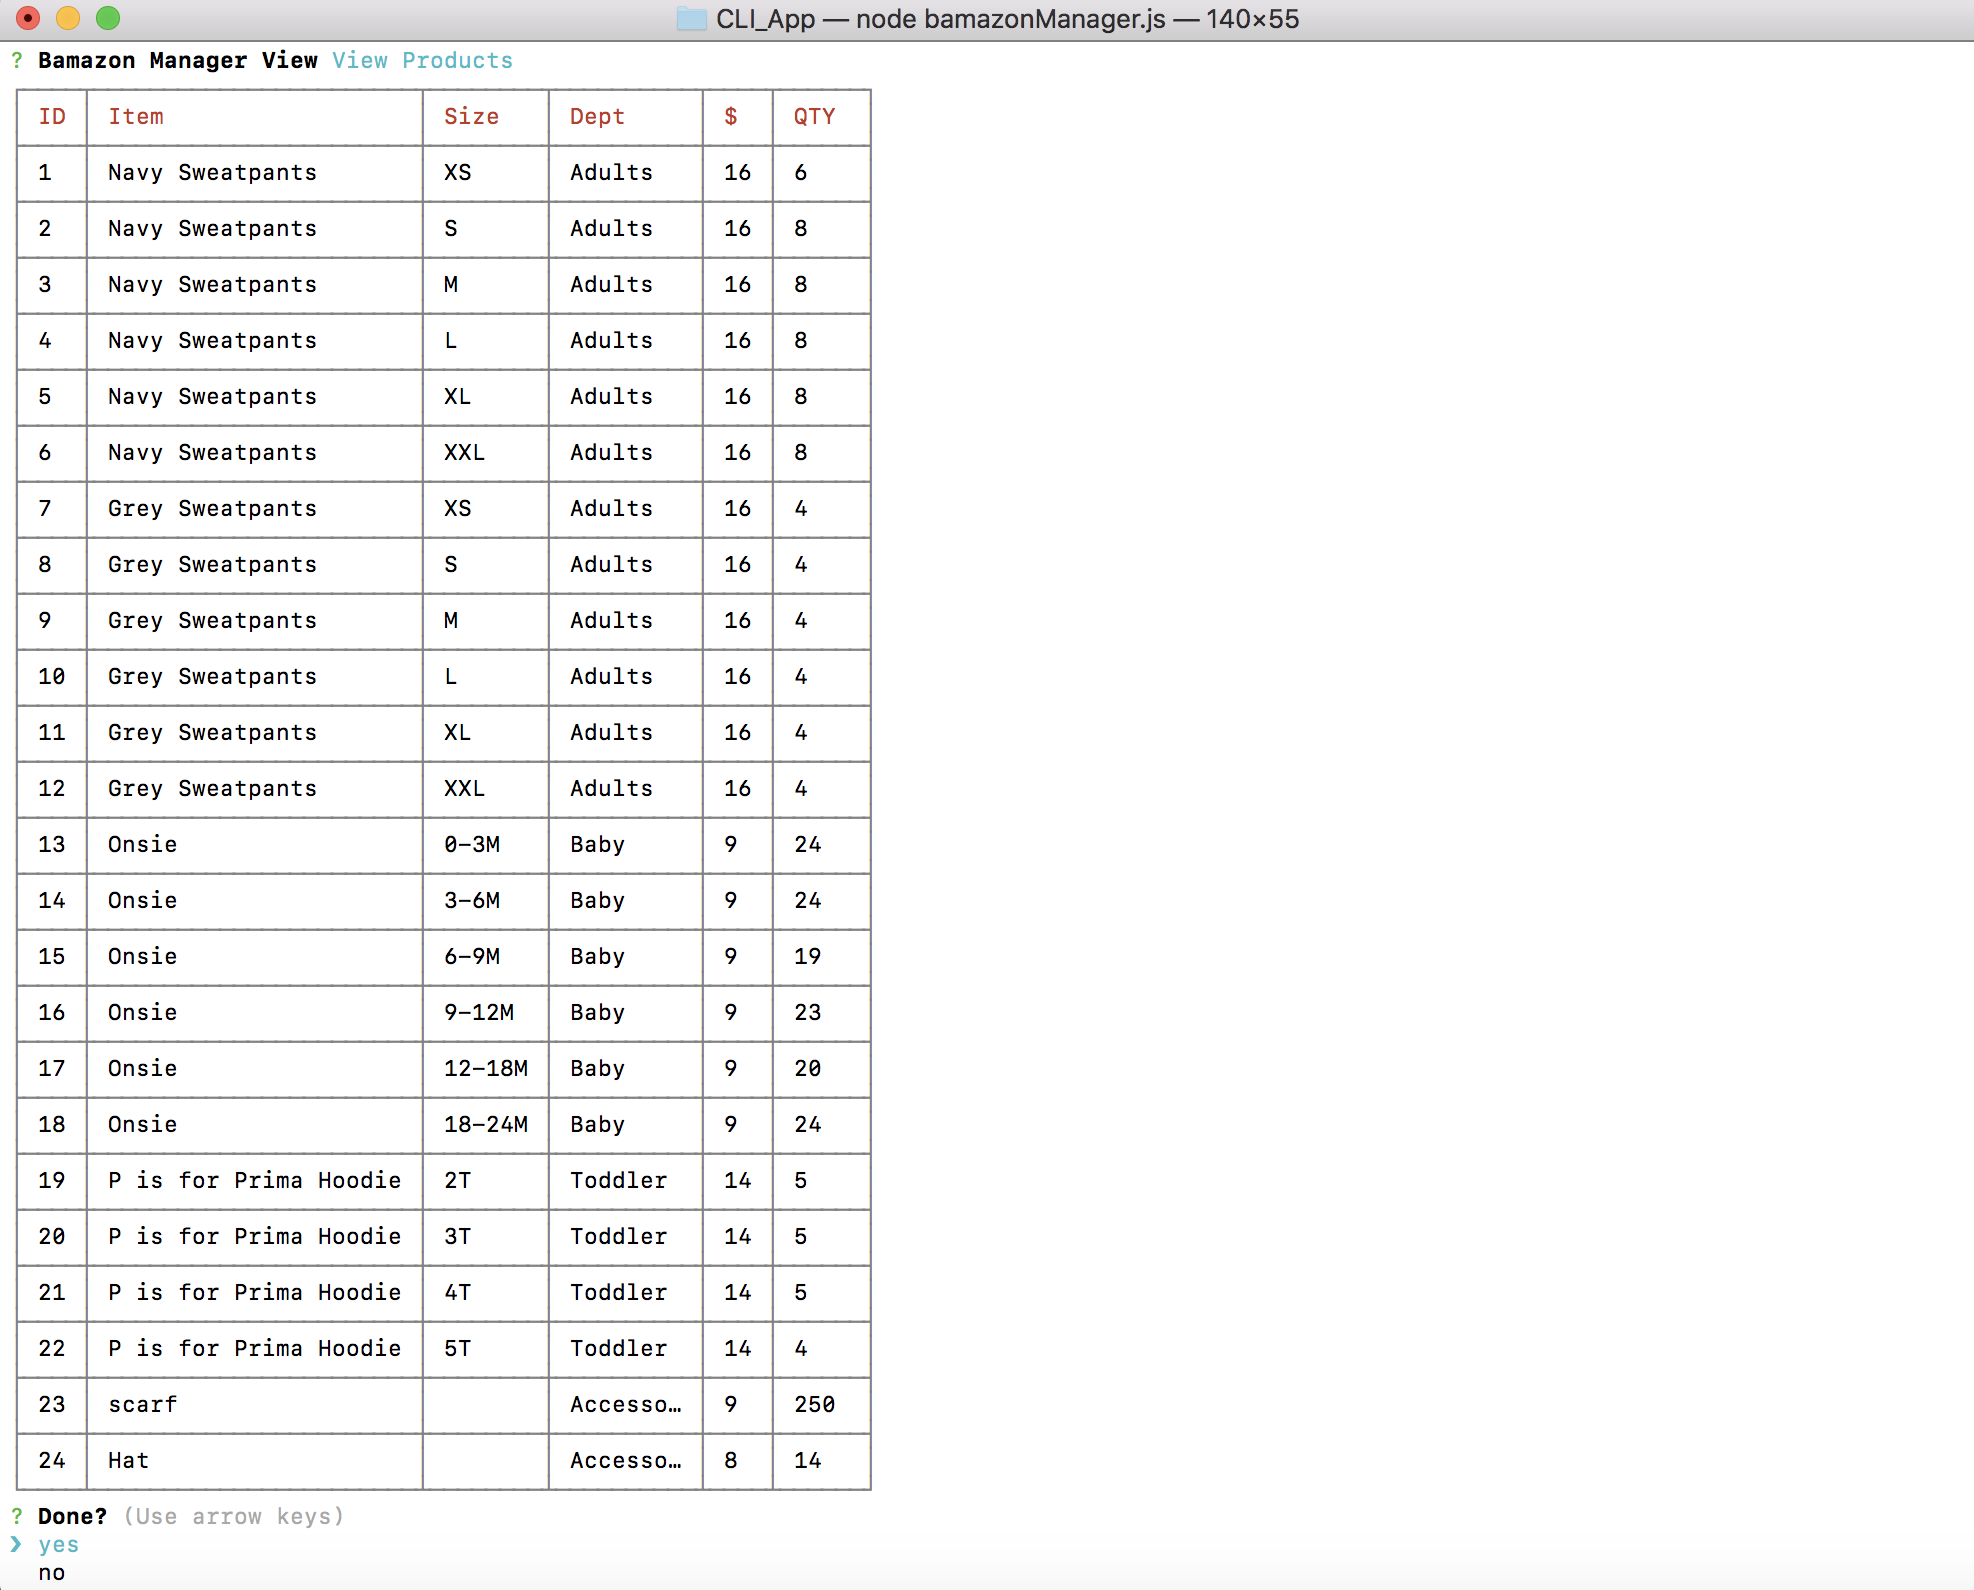 CLI_App — node bamazonManager.js — 140×55
? Bamazon Manager View View Products
ID Item Size Dept $ QTY
1 Navy Sweatpants XS Adults 16 6
2 Navy Sweatpants S Adults 16 8
3 Navy Sweatpants M Adults 16 8
4 Navy Sweatpants L Adults 16 8
5 Navy Sweatpants XL Adults 16 8
6 Navy Sweatpants XXL Adults 16 8
7 Grey Sweatpants XS Adults 16 4
8 Grey Sweatpants S Adults 16 4
9 Grey Sweatpants M Adults 16 4
10 Grey Sweatpants L Adults 16 4
11 Grey Sweatpants XL Adults 16 4
12 Grey Sweatpants XXL Adults 16 4
13 Onsie 0-3M Baby 9 24
14 Onsie 3-6M Baby 9 24
15 Onsie 6-9M Baby 9 19
16 Onsie 9-12M Baby 9 23
17 Onsie 12-18M Baby 9 20
18 Onsie 18-24M Baby 9 24
19 P is for Prima Hoodie 2T Toddler 14 5
20 P is for Prima Hoodie 3T Toddler 14 5
21 P is for Prima Hoodie 4T Toddler 14 5
22 P is for Prima Hoodie 5T Toddler 14 4
23 scarf Accesso… 9 250
24 Hat Accesso… 8 14
? Done? (Use arrow keys)
❯ yes
no